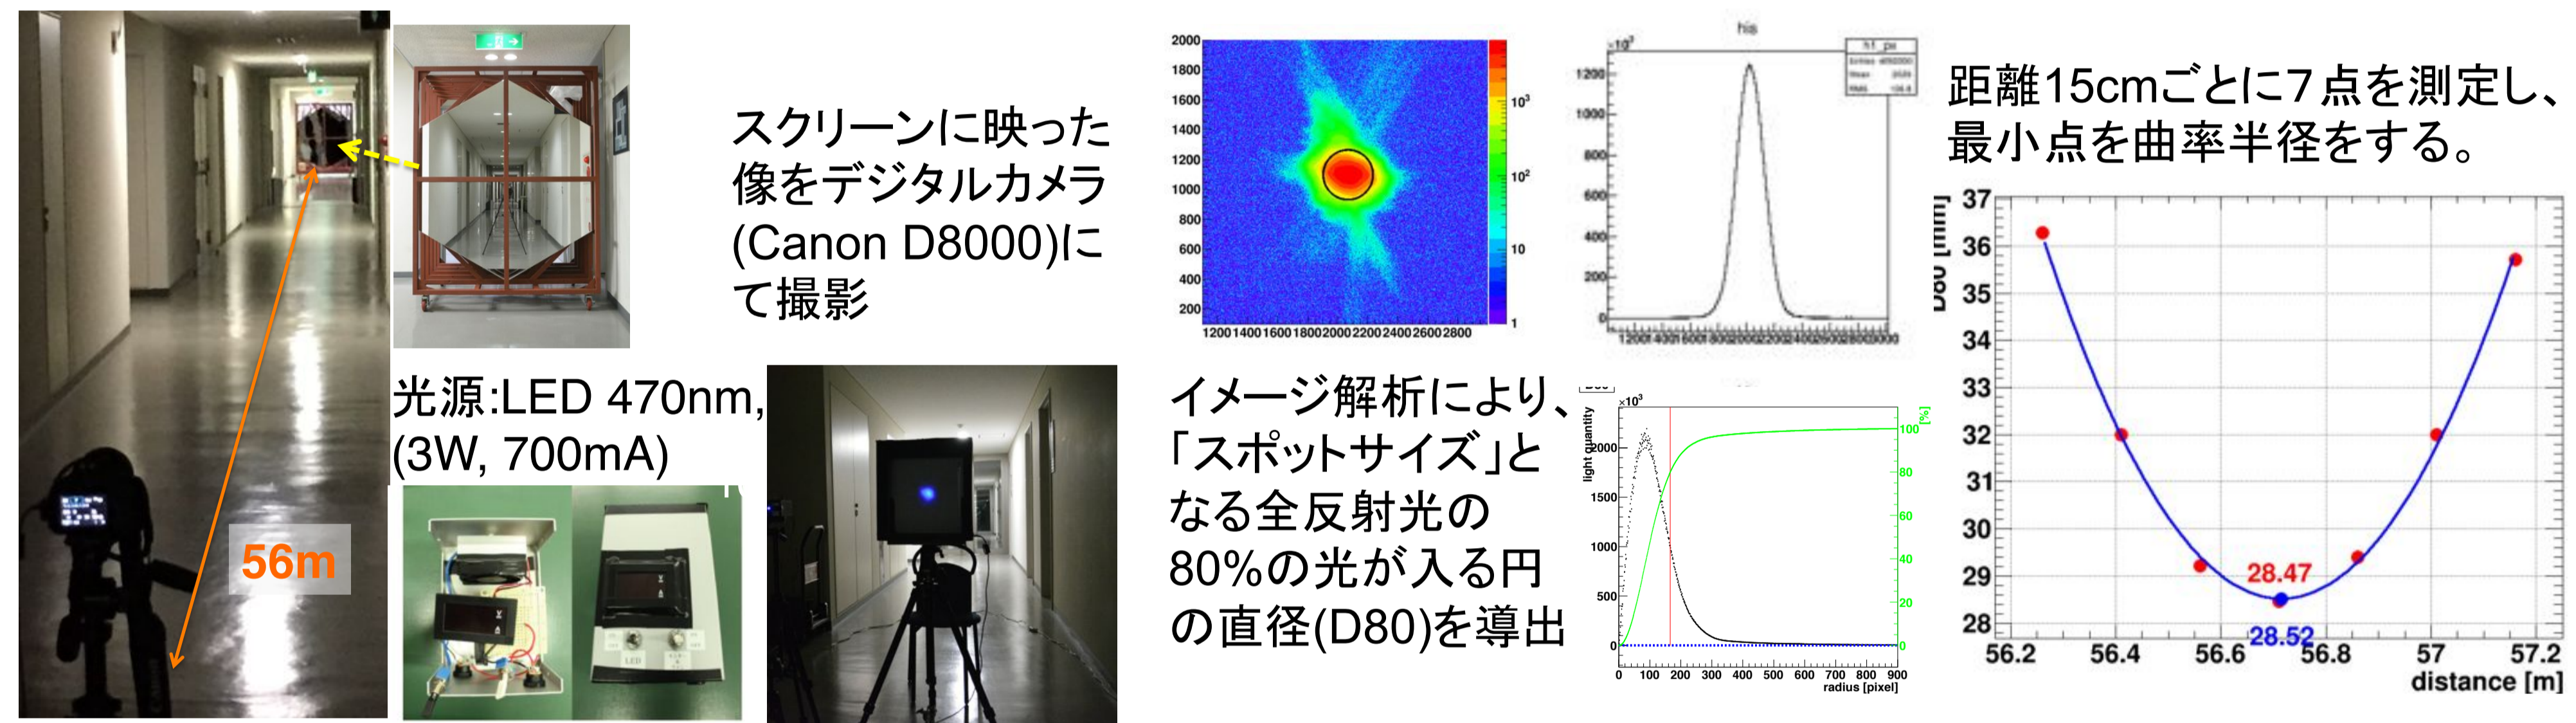 56m
光源:LED 470nm,
(3W, 700mA)
スクリーンに映った
像をデジタルカメラ
(Canon D8000)に
て撮影
2000
1800
1600
1400
1200
1000
800
600
400
200
1200 1400 1600 1800 2000 2200 2400 2600 2800
10³
10²
10
1
his
×10³
1200
1000
800
600
400
200
0
イメージ解析により、
「スポットサイズ」と
なる全反射光の
80%の光が入る円
の直径(D80)を導出
×10³
light quantity
2000
1500
1000
500
0
[%]
100
80
60
40
20
0
0 100 200 300 400 500 600 700 800 900
radius [pixel]
距離15cmごとに７点を測定し、
最小点を曲率半径をする。
D80 [mm]
37
36
35
34
33
32
31
30
29
28
28.47
28.52
56.2 56.4 56.6 56.8 57 57.2
distance [m]